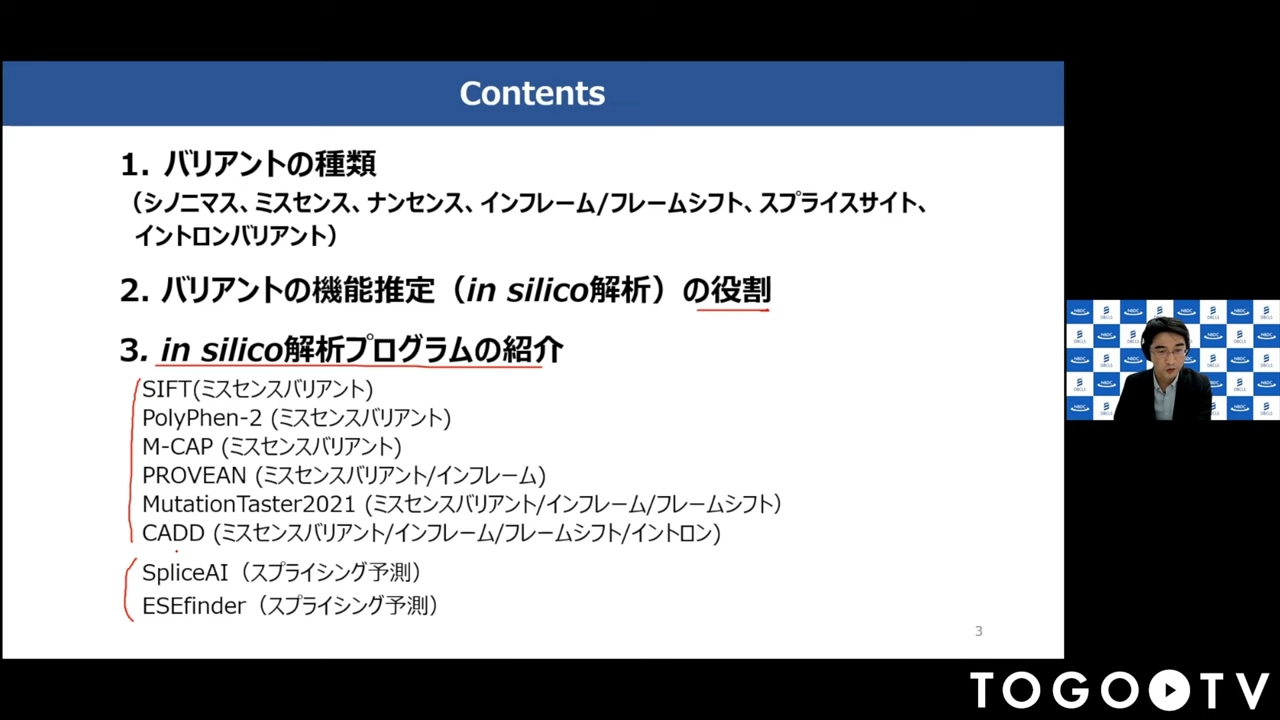 Contents
1. バリアントの種類
（シノニマス、ミスセンス、ナンセンス、インフレーム/フレームシフト、スプライスサイト、
イントロンバリアント）
2. バリアントの機能推定（in silico解析）の役割
3. in silico解析プログラムの紹介
SIFT(ミスセンスバリアント)
PolyPhen-2 (ミスセンスバリアント)
M-CAP (ミスセンスバリアント)
PROVEAN (ミスセンスバリアント/インフレーム)
MutationTaster2021 (ミスセンスバリアント/インフレーム/フレームシフト）
CADD (ミスセンスバリアント/インフレーム/フレームシフト/イントロン)
SpliceAI（スプライシング予測）
ESEfinder（スプライシング予測）
3
TOGO TV